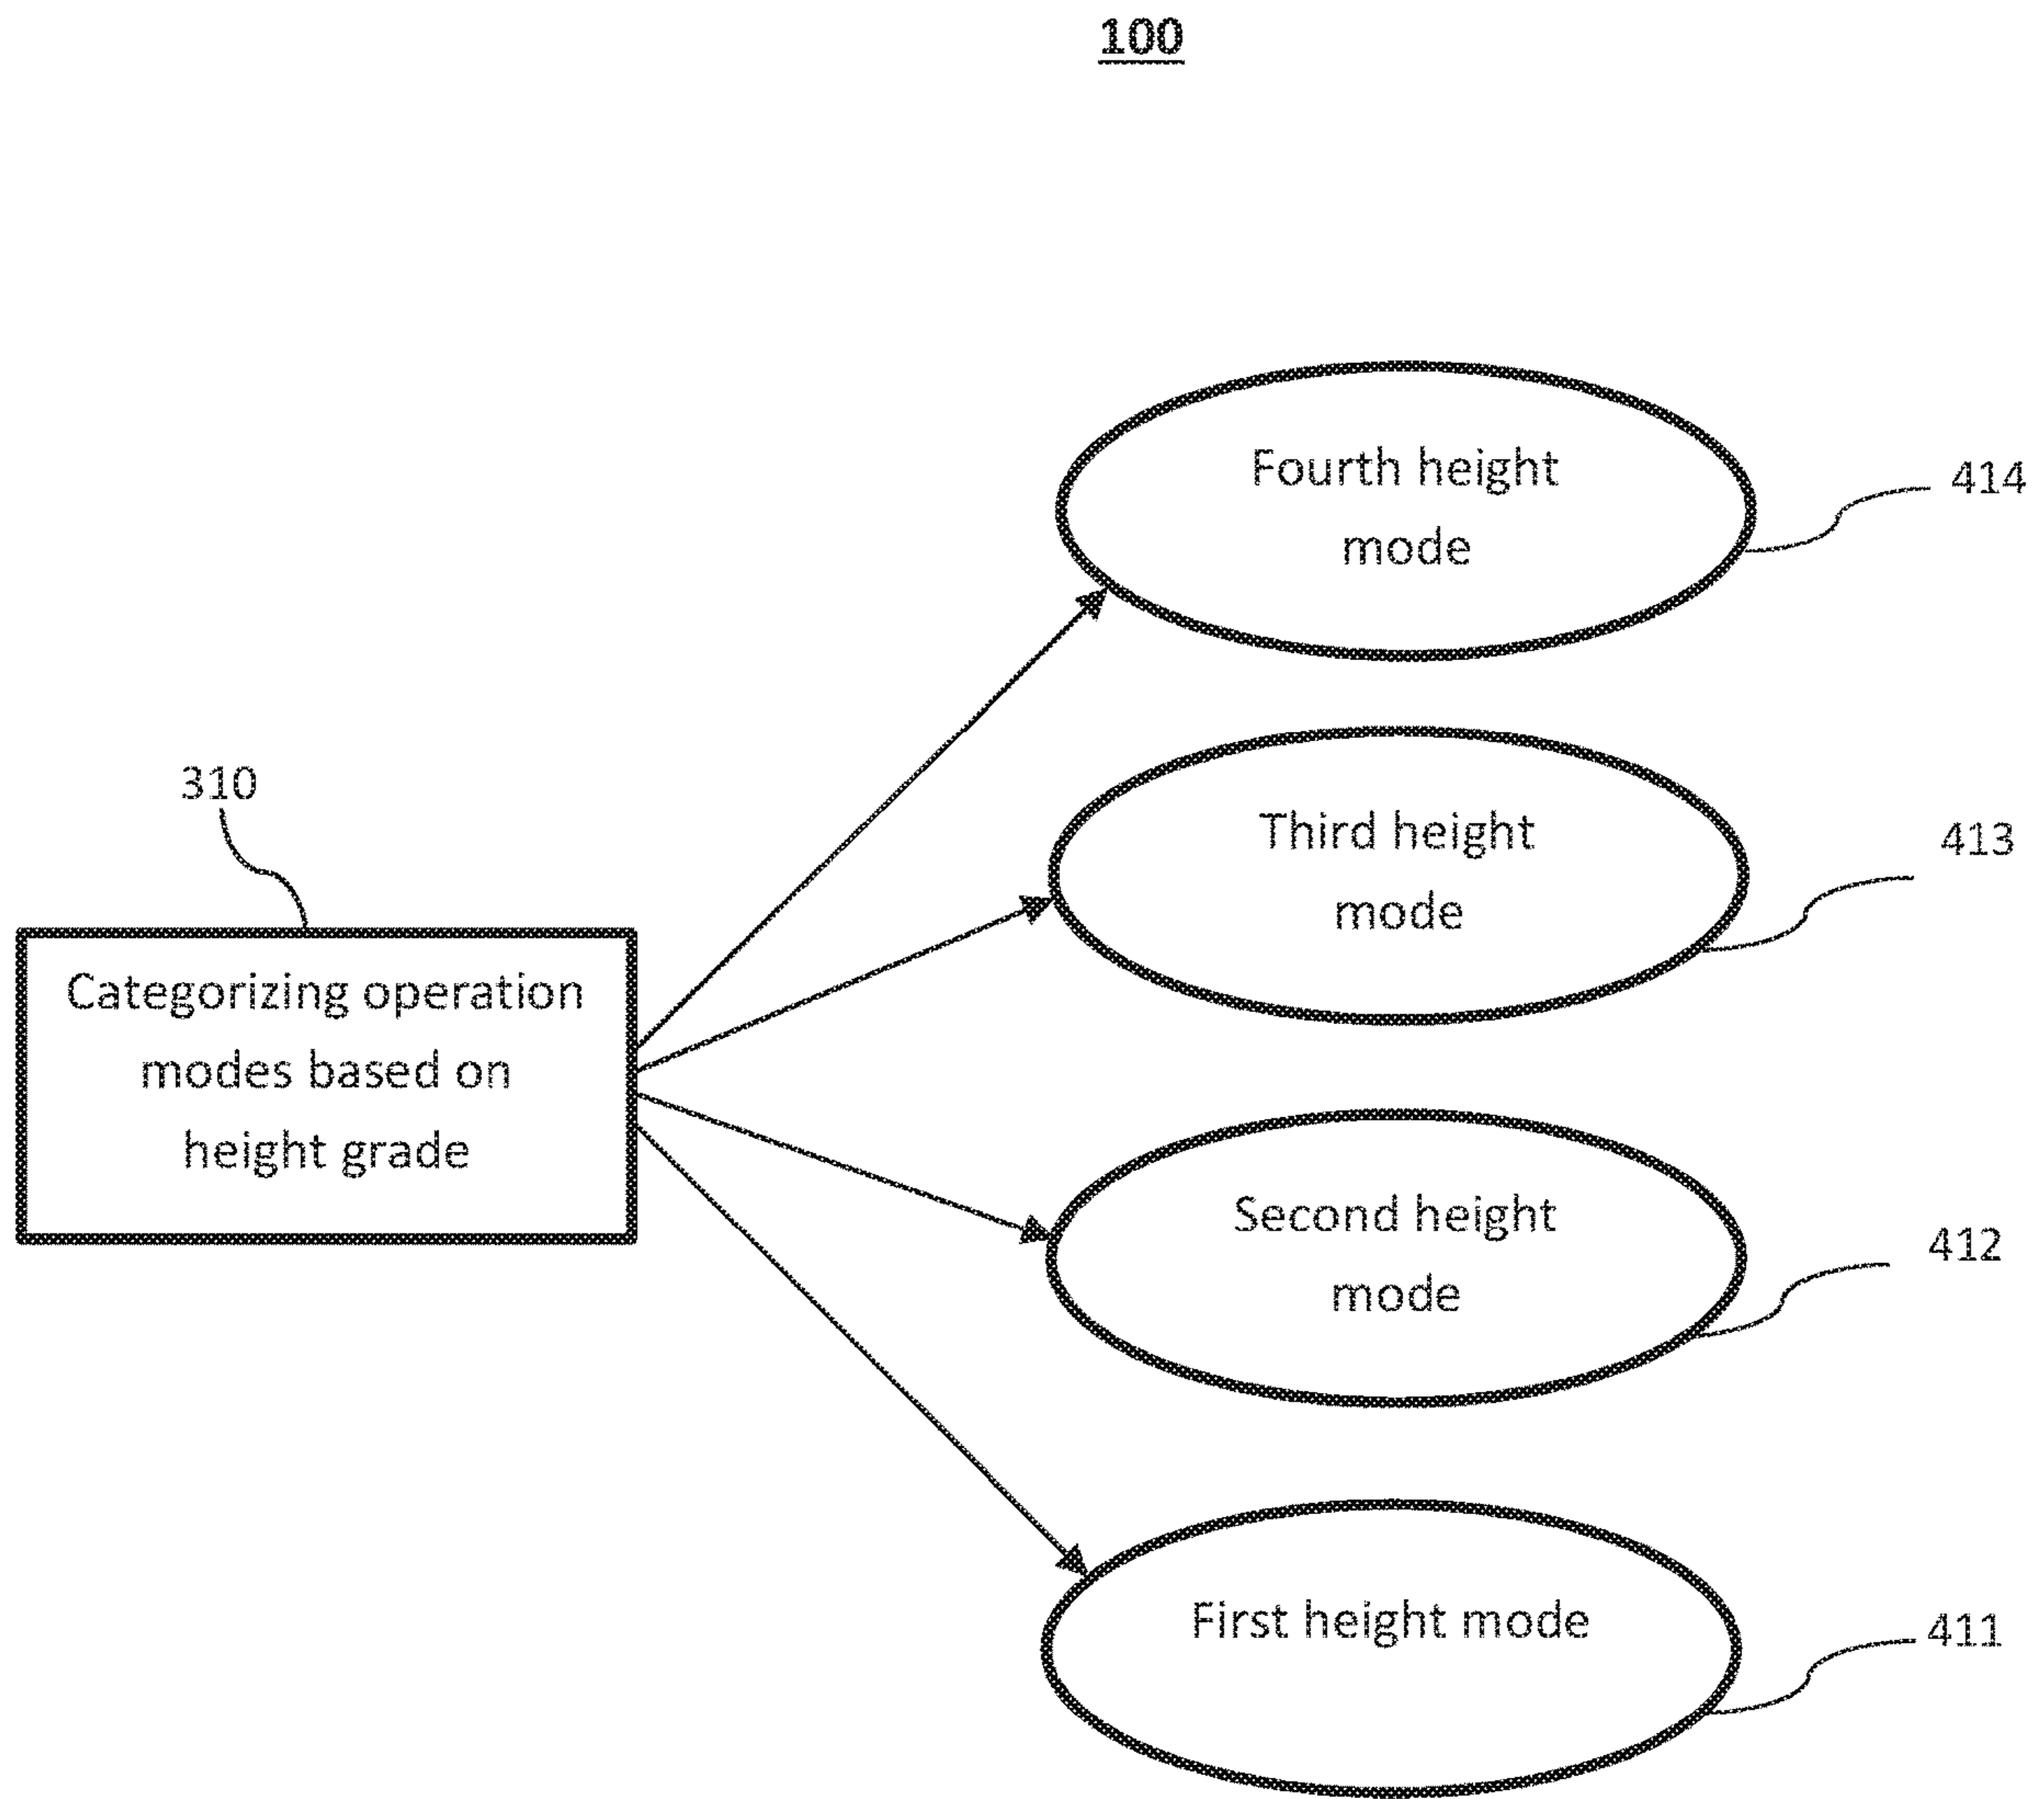 100
Fourth height
mode
414
Third height
mode
413
310
Categorizing operation
modes based on
height grade
Second height
mode
412
First height mode
411